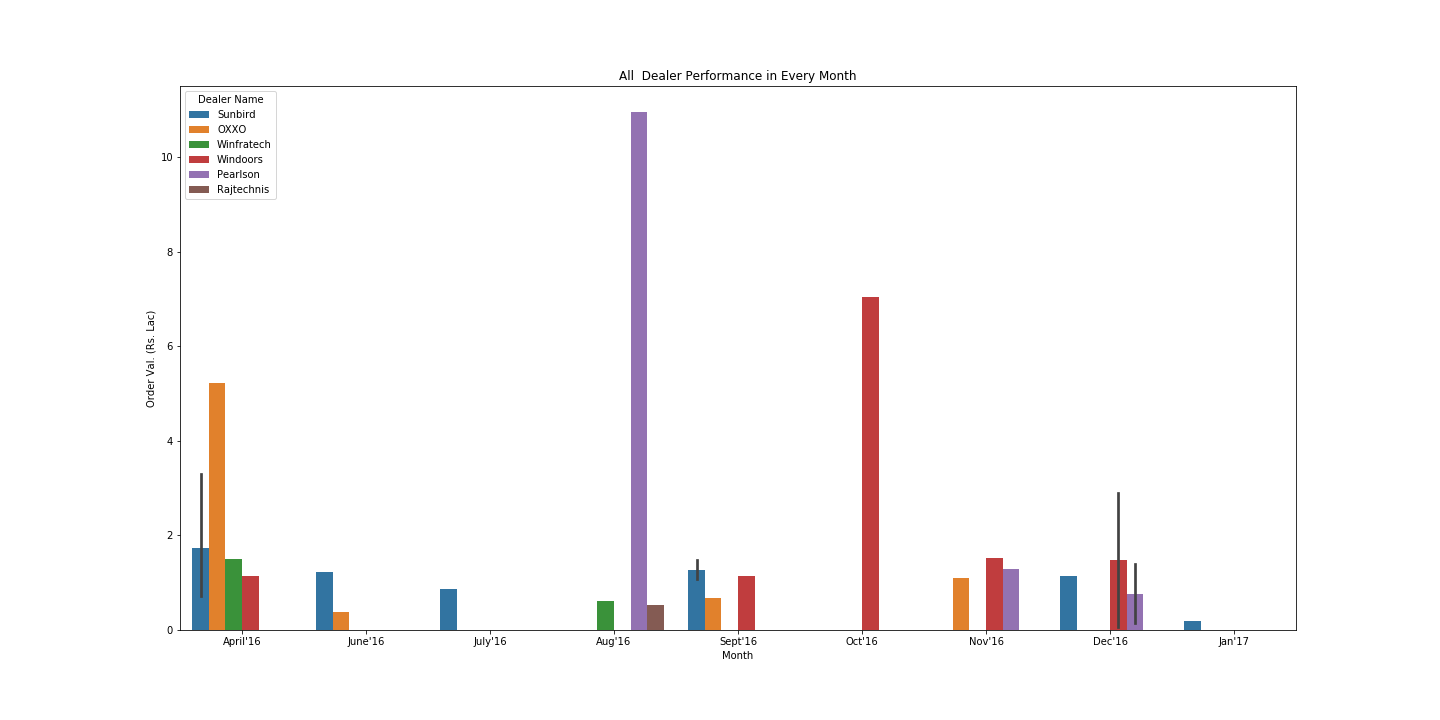 All  Dealer Performance in Every Month
Dealer Name
Sunbird
OXXO
Winfratech
Windoors
Pearlson
Rajtechnis
Order Val. (Rs. Lac)
10
8
6
4
2
0
April'16
June'16
July'16
Aug'16
Sept'16
Oct'16
Nov'16
Dec'16
Jan'17
Month